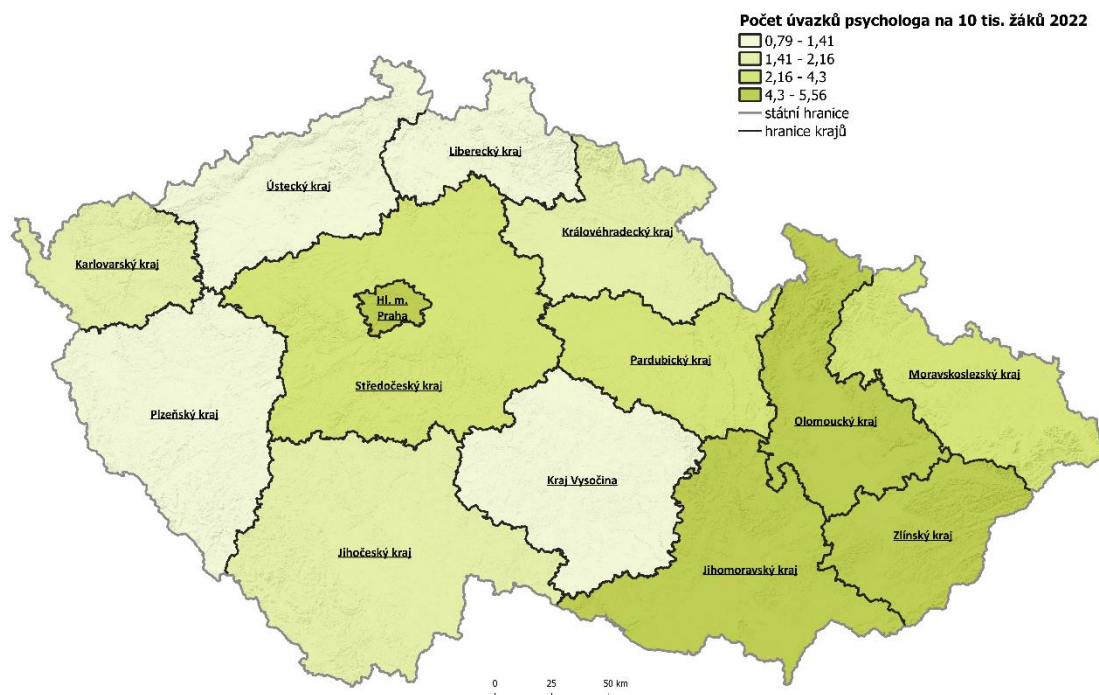 Počet úvazků psychologa na 10 tis. žáků 2022
0,79 - 1,41
1,41 - 2,16
2,16 - 4,3
4,3 - 5,56
státní hranice
hranice krajů
Liberecký kraj
Ústecký kraj
Královéhradecký kraj
Karlovarský kraj
Hl. m.
Praha
Pardubický kraj
Moravskoslezský kraj
Středočeský kraj
Plzeňský kraj
Olomoucký kraj
Kraj Vysočina
Zlínský kraj
Jihočeský kraj
Jihomoravský kraj
0 25 50 km